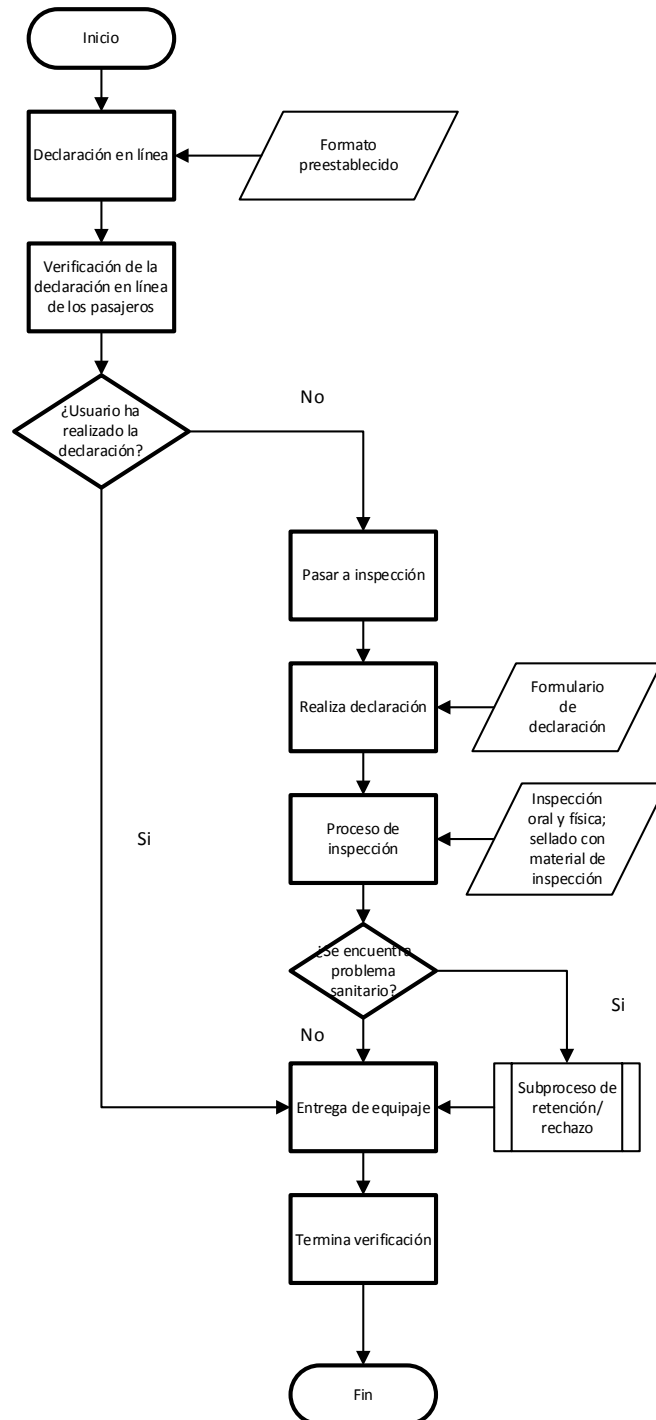 Inicio
Declaración en línea
Formato
preestablecido
Verificación de la
declaración en línea
de los pasajeros
¿Usuario ha
realizado la
declaración?
No
Pasar a inspección
Realiza declaración
Formulario
de
declaración
Si
Proceso de
inspección
Inspección
oral y física;
sellado con
material de
inspección
¿Se encuentra
problema
sanitario?
Si
No
Entrega de equipaje
Subproceso de
retención/
rechazo
Termina verificación
Fin